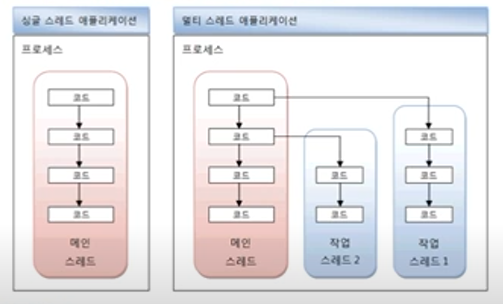 싱글 스레드 애플리케이션
프로세스
코드
코드
코드
코드
메인
스레드
멀티 스레드 애플리케이션
프로세스
코드
코드
코드
코드
메인
스레드
코드
코드
작업
스레드 2
코드
코드
코드
작업
스레드 1